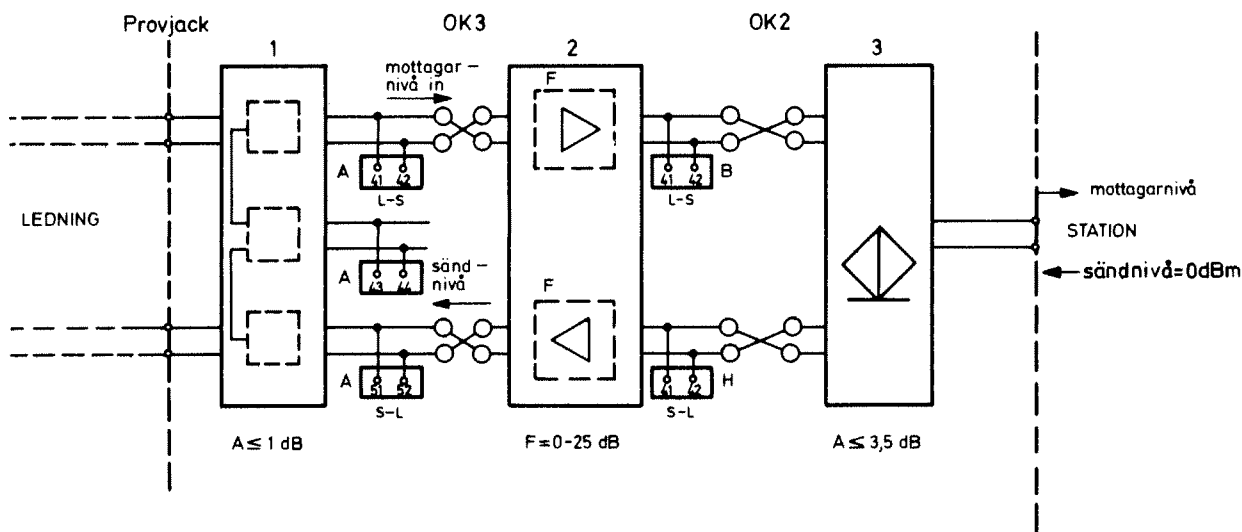 Provjack
OK3
OK2
1
2
3
mottagar-
nivå in
F
A
41 42
L-S
41 42
B
L-S
mottagarnivå
LEDNING
STATION
A
43 44
sänd-
nivå
F
sändnivå=0dBm
A
51 52
S-L
41 42
H
S-L
A ≤ 1 dB
F = 0-25 dB
A ≤ 3,5 dB